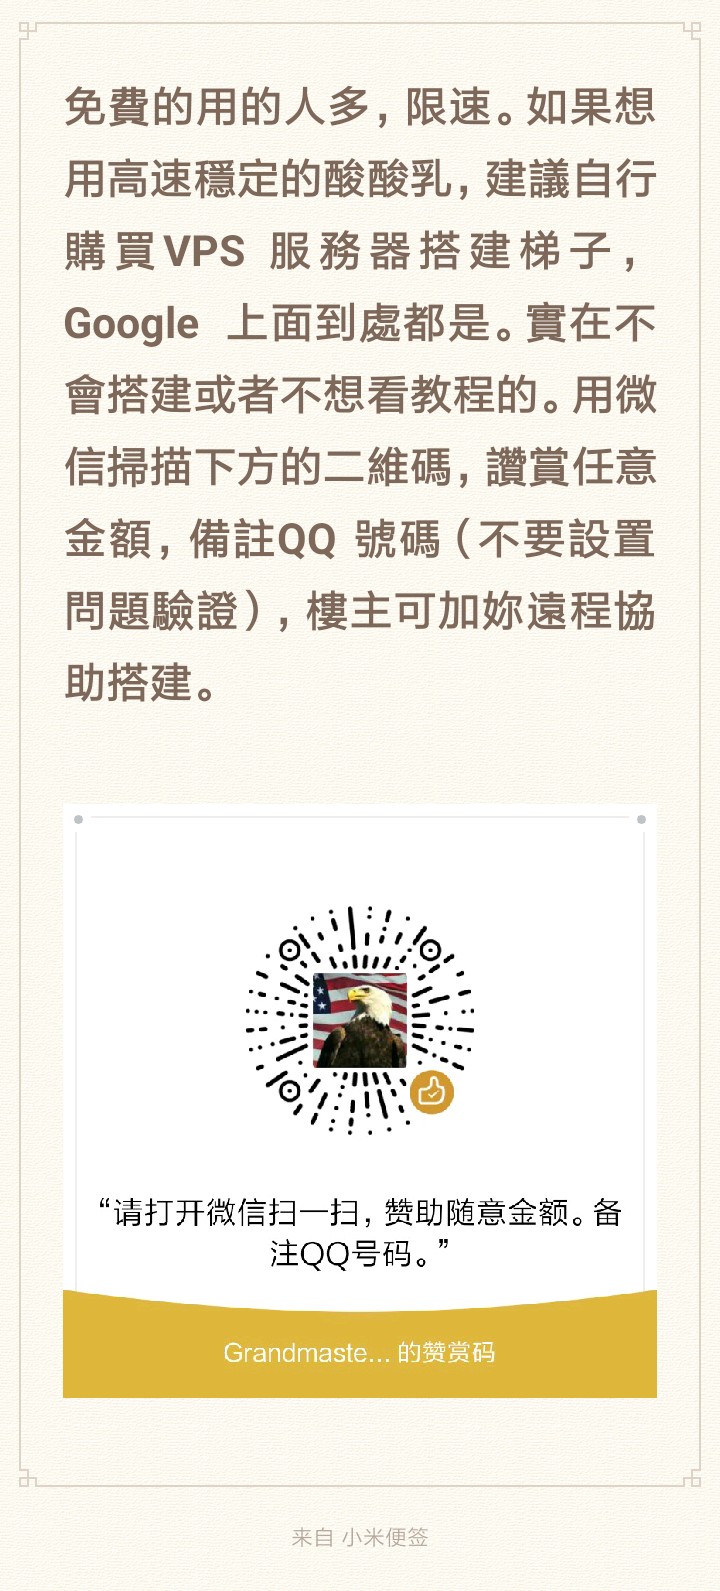 免費的用的人多，限速。如果想
用高速穩定的酸酸乳，建議自行
購買VPS 服務器搭建梯子，
Google 上面到處都是。實在不
會搭建或者不想看教程的。用微
信掃描下方的二維碼，讚賞任意
金額，備註QQ 號碼（不要設置
問題驗證），樓主可加妳遠程協
助搭建。
“请打开微信扫一扫，赞助随意金额。备
注QQ号码。”
Grandmaste... 的赞赏码
来自 小米便签